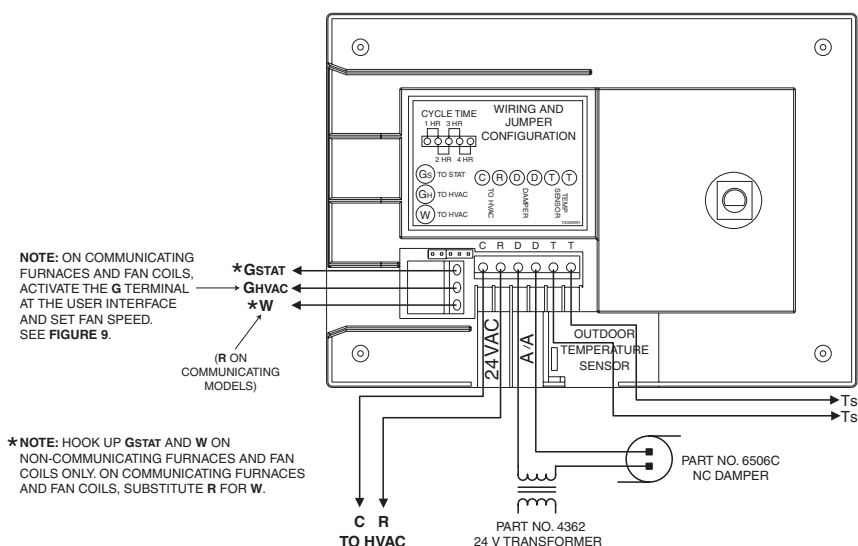 CYCLE TIME
1 HR 3 HR
2 HR 4 HR
WIRING AND
JUMPER
CONFIGURATION
Gs TO STAT
GH TO HVAC
W TO HVAC
C R D D T T
TO HVAC
DAMPER
TEMP
SENSOR
C R D D T T
NOTE: ON COMMUNICATING
FURNACES AND FAN COILS,
ACTIVATE THE G TERMINAL
AT THE USER INTERFACE
AND SET FAN SPEED.
SEE FIGURE 9.
*GSTAT
GHVAC
*W
(R ON
COMMUNICATING
MODELS)
24VAC
A/A
OUTDOOR
TEMPERATURE
SENSOR
Ts
Ts
*NOTE: HOOK UP GSTAT AND W ON
NON-COMMUNICATING FURNACES AND FAN
COILS ONLY. ON COMMUNICATING FURNACES
AND FAN COILS, SUBSTITUTE R FOR W.
PART NO. 6506C
NC DAMPER
C R
TO HVAC
PART NO. 4362
24 V TRANSFORMER